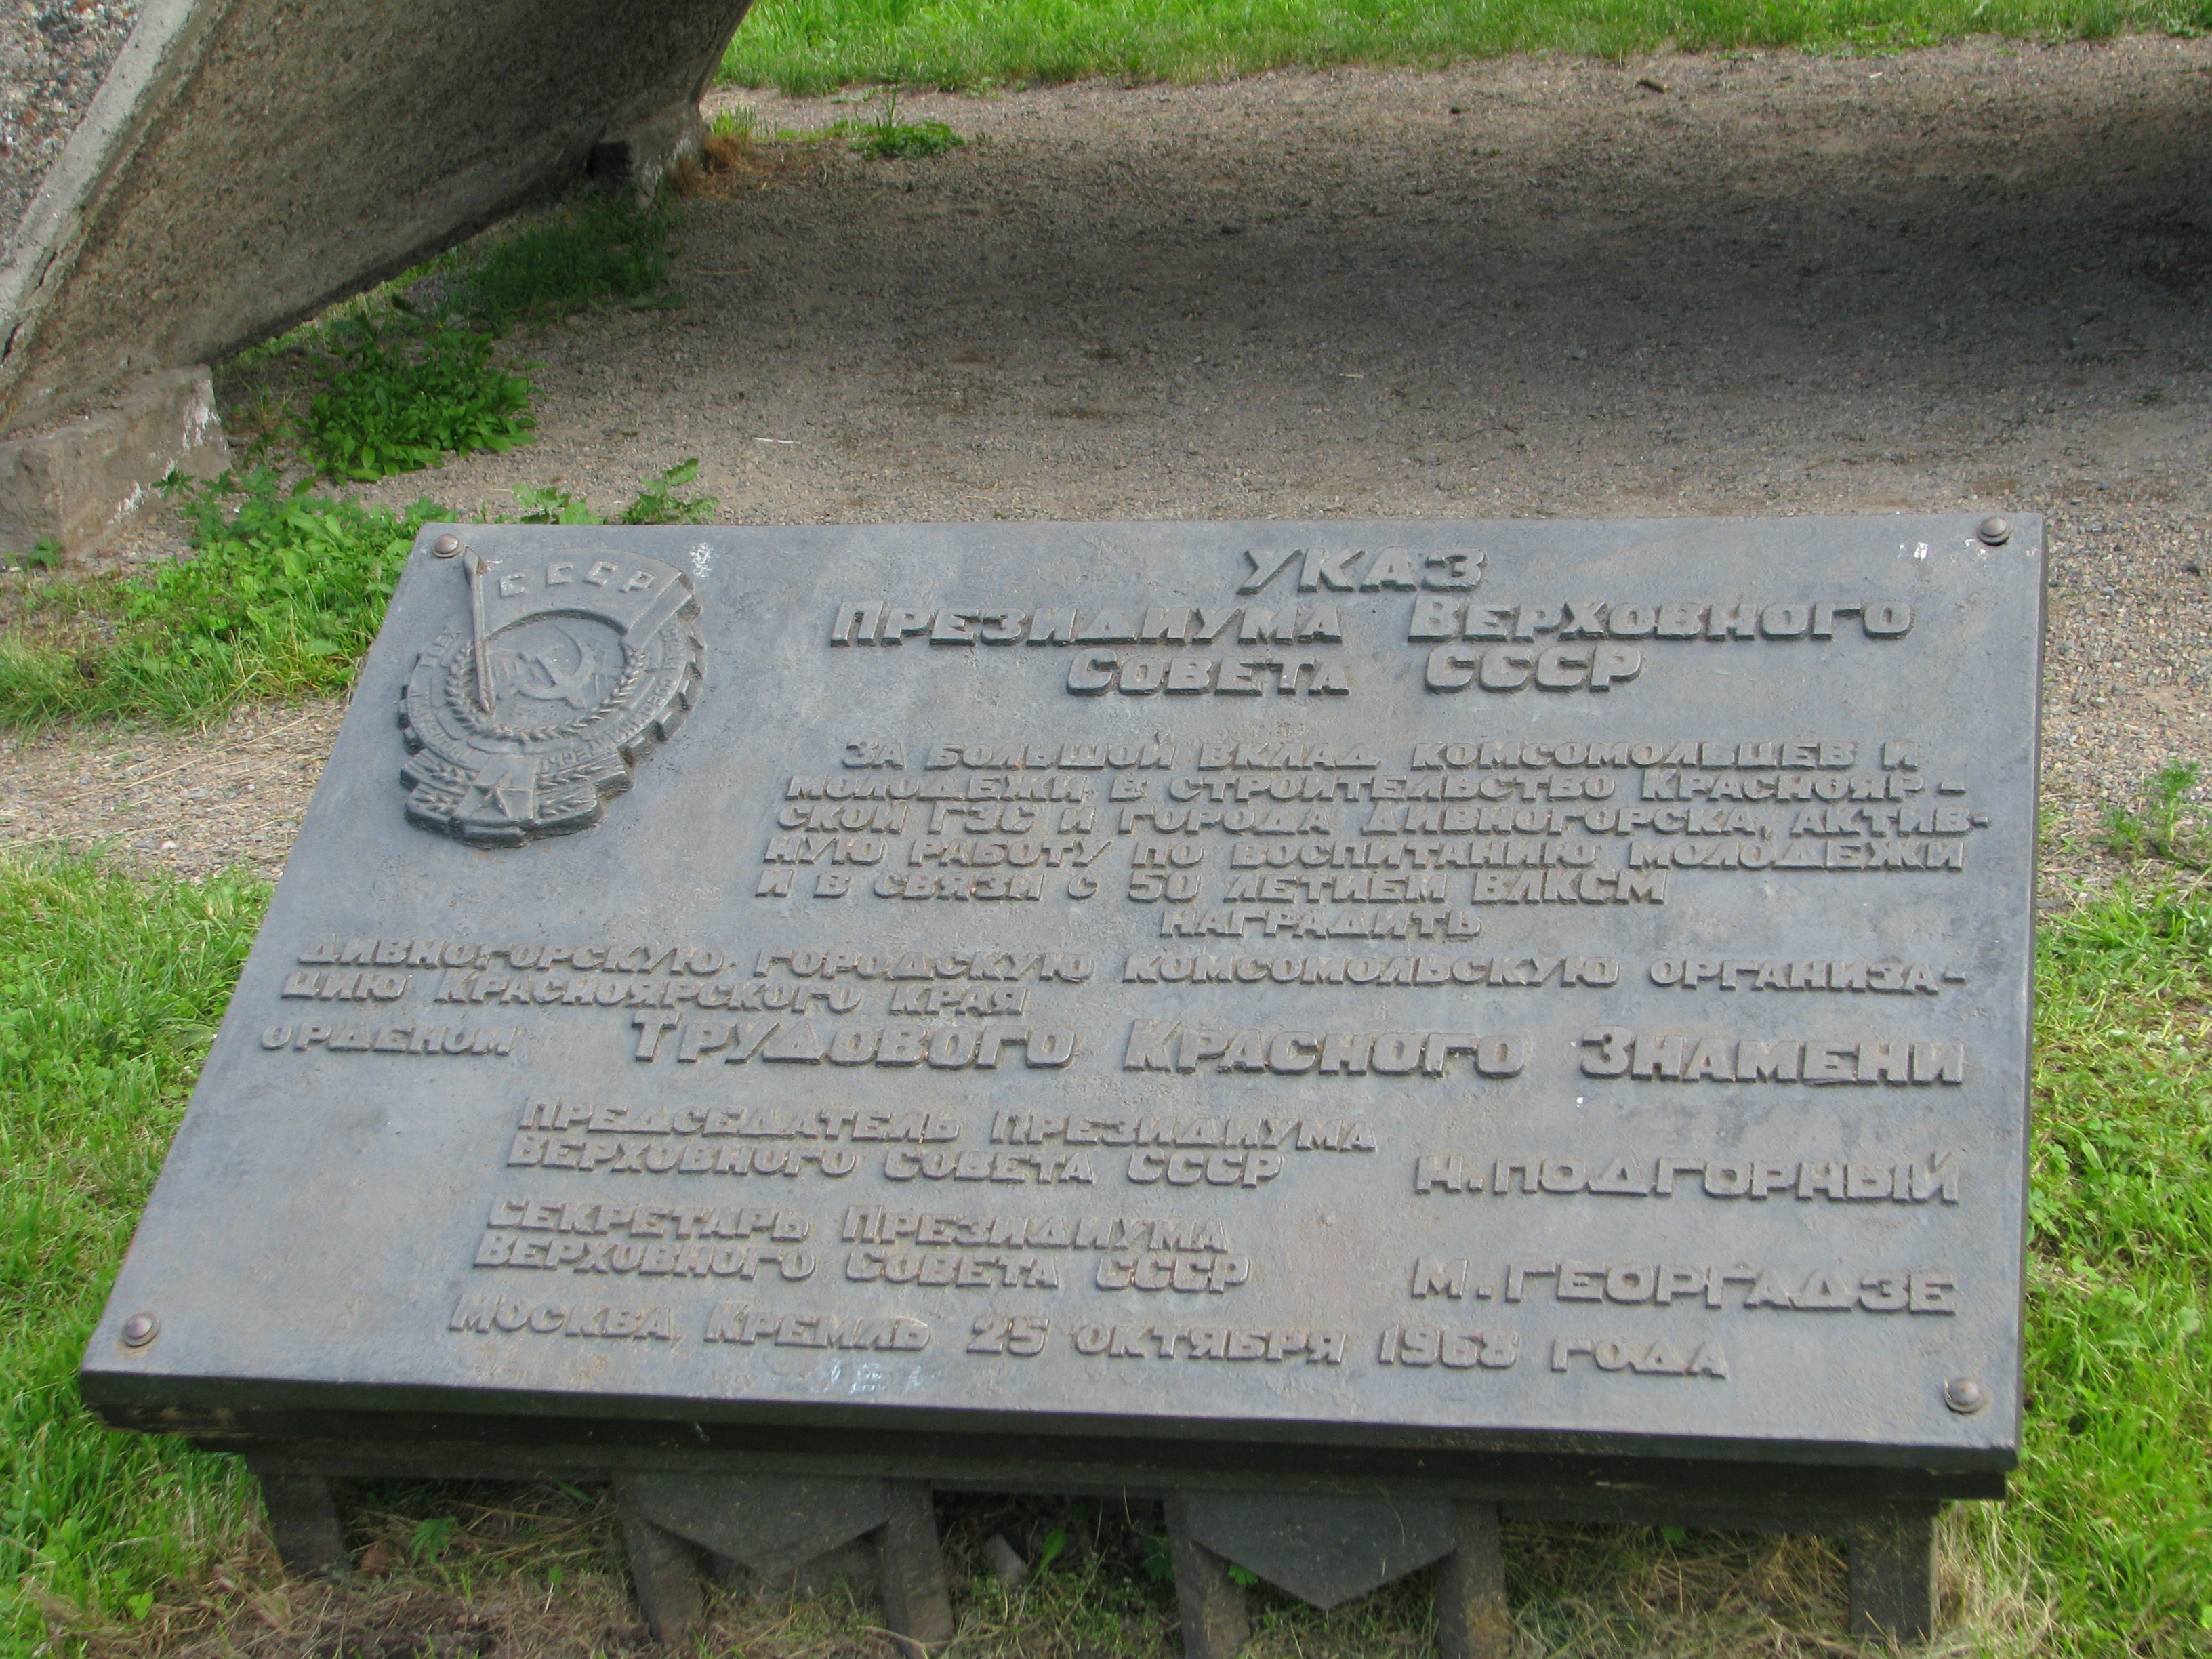 СССР
УКАЗ
ПРЕЗИДИУМА ВЕРХОВНОГО
СОВЕТА СССР
ЗА БОЛЬШОЙ ВКЛАД КОМСОМОЛЬЦЕВ И
МОЛОДЕЖИ В СТРОИТЕЛЬСТВО КРАСНОЯР-
СКОЙ ГЭС И ГОРОДА ДИВНОГОРСКА, АКТИВ-
НУЮ РАБОТУ ПО ВОСПИТАНИЮ МОЛОДЕЖИ
И В СВЯЗИ С 50 ЛЕТИЕМ ВЛКСМ
НАГРАДИТЬ
ДИВНОГОРСКУЮ ГОРОДСКУЮ КОМСОМОЛЬСКУЮ ОРГАНИЗА-
ЦИЮ КРАСНОЯРСКОГО КРАЯ
ОРДЕНОМ ТРУДОВОГО КРАСНОГО ЗНАМЕНИ
ПРЕДСЕДАТЕЛЬ ПРЕЗИДИУМА
ВЕРХОВНОГО СОВЕТА СССР Н.ПОДГОРНЫЙ
СЕКРЕТАРЬ ПРЕЗИДИУМА
ВЕРХОВНОГО СОВЕТА СССР М.ГЕОРГАДЗЕ
МОСКВА, КРЕМЛЬ 25 ОКТЯБРЯ 1968 ГОДА